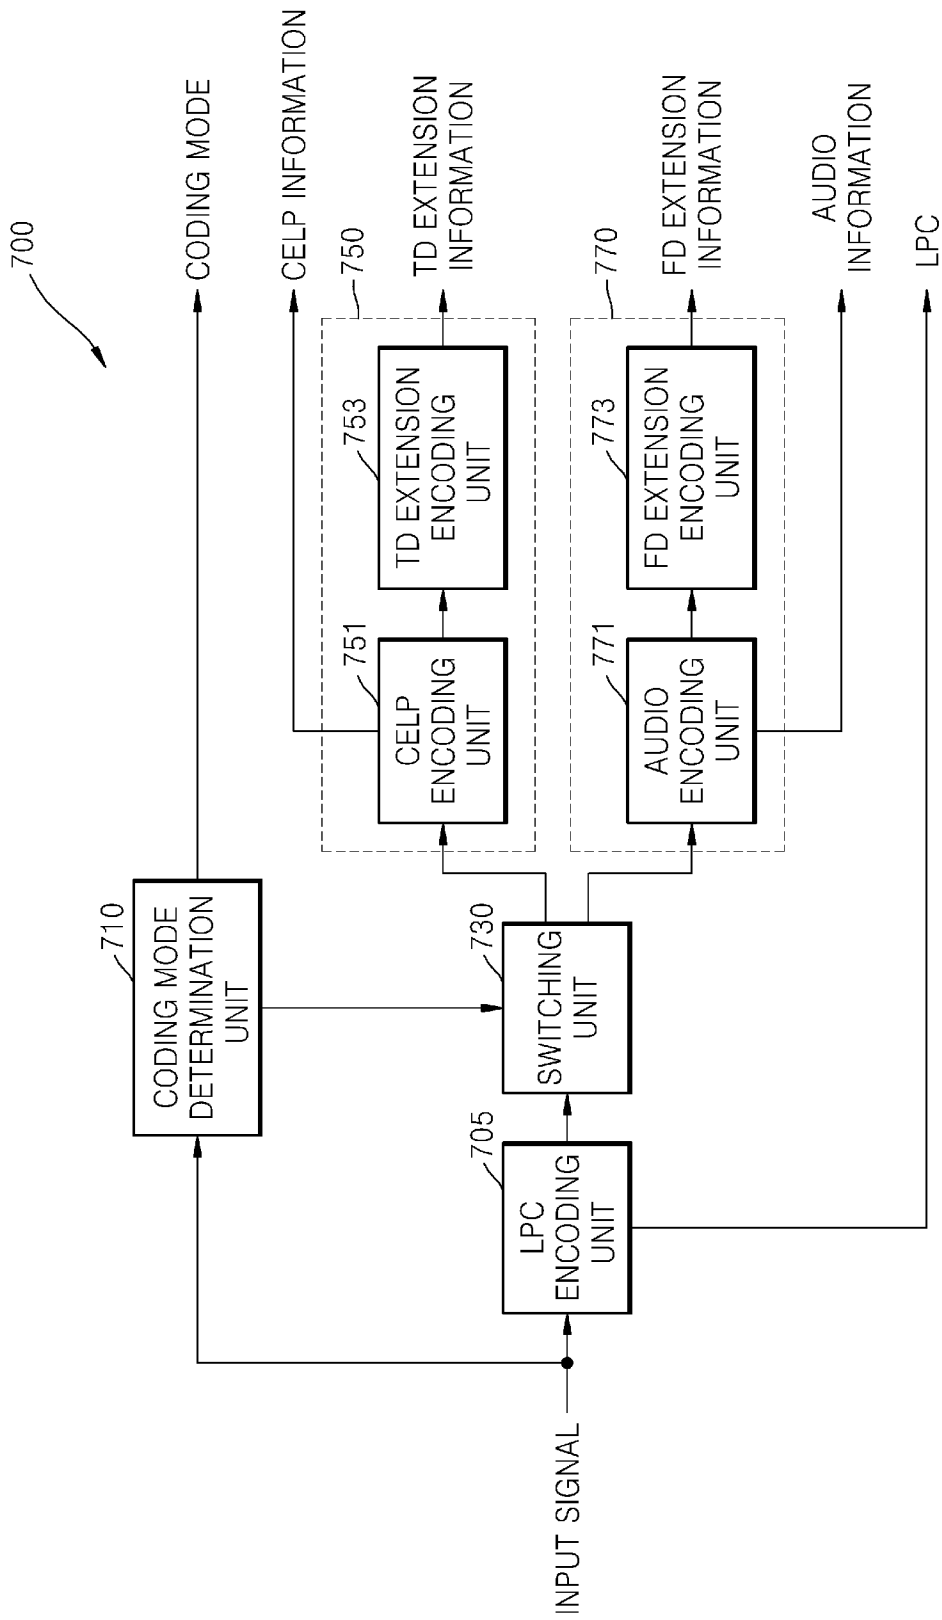 700
INPUT SIGNAL
710
CODING MODE
DETERMINATION
UNIT
705
LPC
ENCODING
UNIT
730
SWITCHING
UNIT
750
751
CELP
ENCODING
UNIT
753
TD EXTENSION
ENCODING
UNIT
770
771
AUDIO
ENCODING
UNIT
773
FD EXTENSION
ENCODING
UNIT
CODING MODE
CELP INFORMATION
TD EXTENSION
INFORMATION
FD EXTENSION
INFORMATION
AUDIO
INFORMATION
LPC